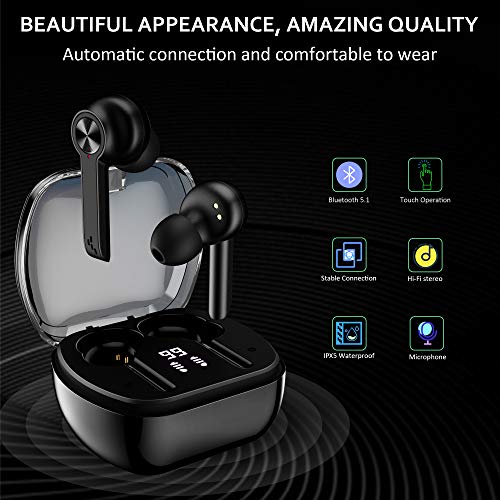 BEAUTIFUL APPEARANCE, AMAZING QUALITY
Automatic connection and comfortable to wear
Bluetooth 5.1
Touch Operation
Stable Connection
Hi-Fi stereo
IPX5 Waterproof
Microphone